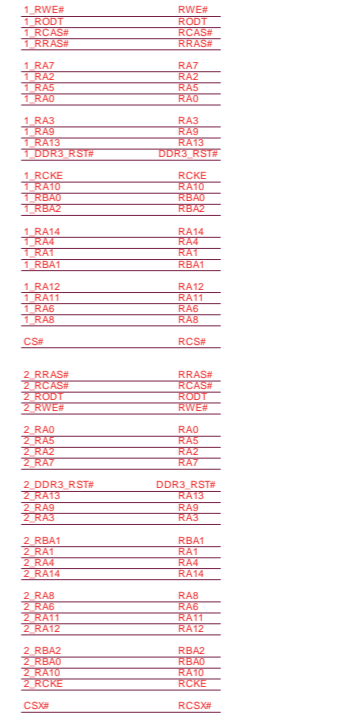 1_RWE# RWE#
1_RODT RODT
1_RCAS# RCAS#
1_RRAS# RRAS#
1_RA7 RA7
1_RA2 RA2
1_RA5 RA5
1_RA0 RA0
1_RA3 RA3
1_RA9 RA9
1_RA13 RA13
1_DDR3_RST# DDR3_RST#
1_RCKE RCKE
1_RA10 RA10
1_RBA0 RBA0
1_RBA2 RBA2
1_RA14 RA14
1_RA4 RA4
1_RA1 RA1
1_RBA1 RBA1
1_RA12 RA12
1_RA11 RA11
1_RA6 RA6
1_RA8 RA8
CS# RCS#
2_RRAS# RRAS#
2_RCAS# RCAS#
2_RODT RODT
2_RWE# RWE#
2_RA0 RA0
2_RA5 RA5
2_RA2 RA2
2_RA7 RA7
2_DDR3_RST# DDR3_RST#
2_RA13 RA13
2_RA9 RA9
2_RA3 RA3
2_RBA1 RBA1
2_RA1 RA1
2_RA4 RA4
2_RA14 RA14
2_RA8 RA8
2_RA6 RA6
2_RA11 RA11
2_RA12 RA12
2_RBA2 RBA2
2_RBA0 RBA0
2_RA10 RA10
2_RCKE RCKE
CSX# RCSX#